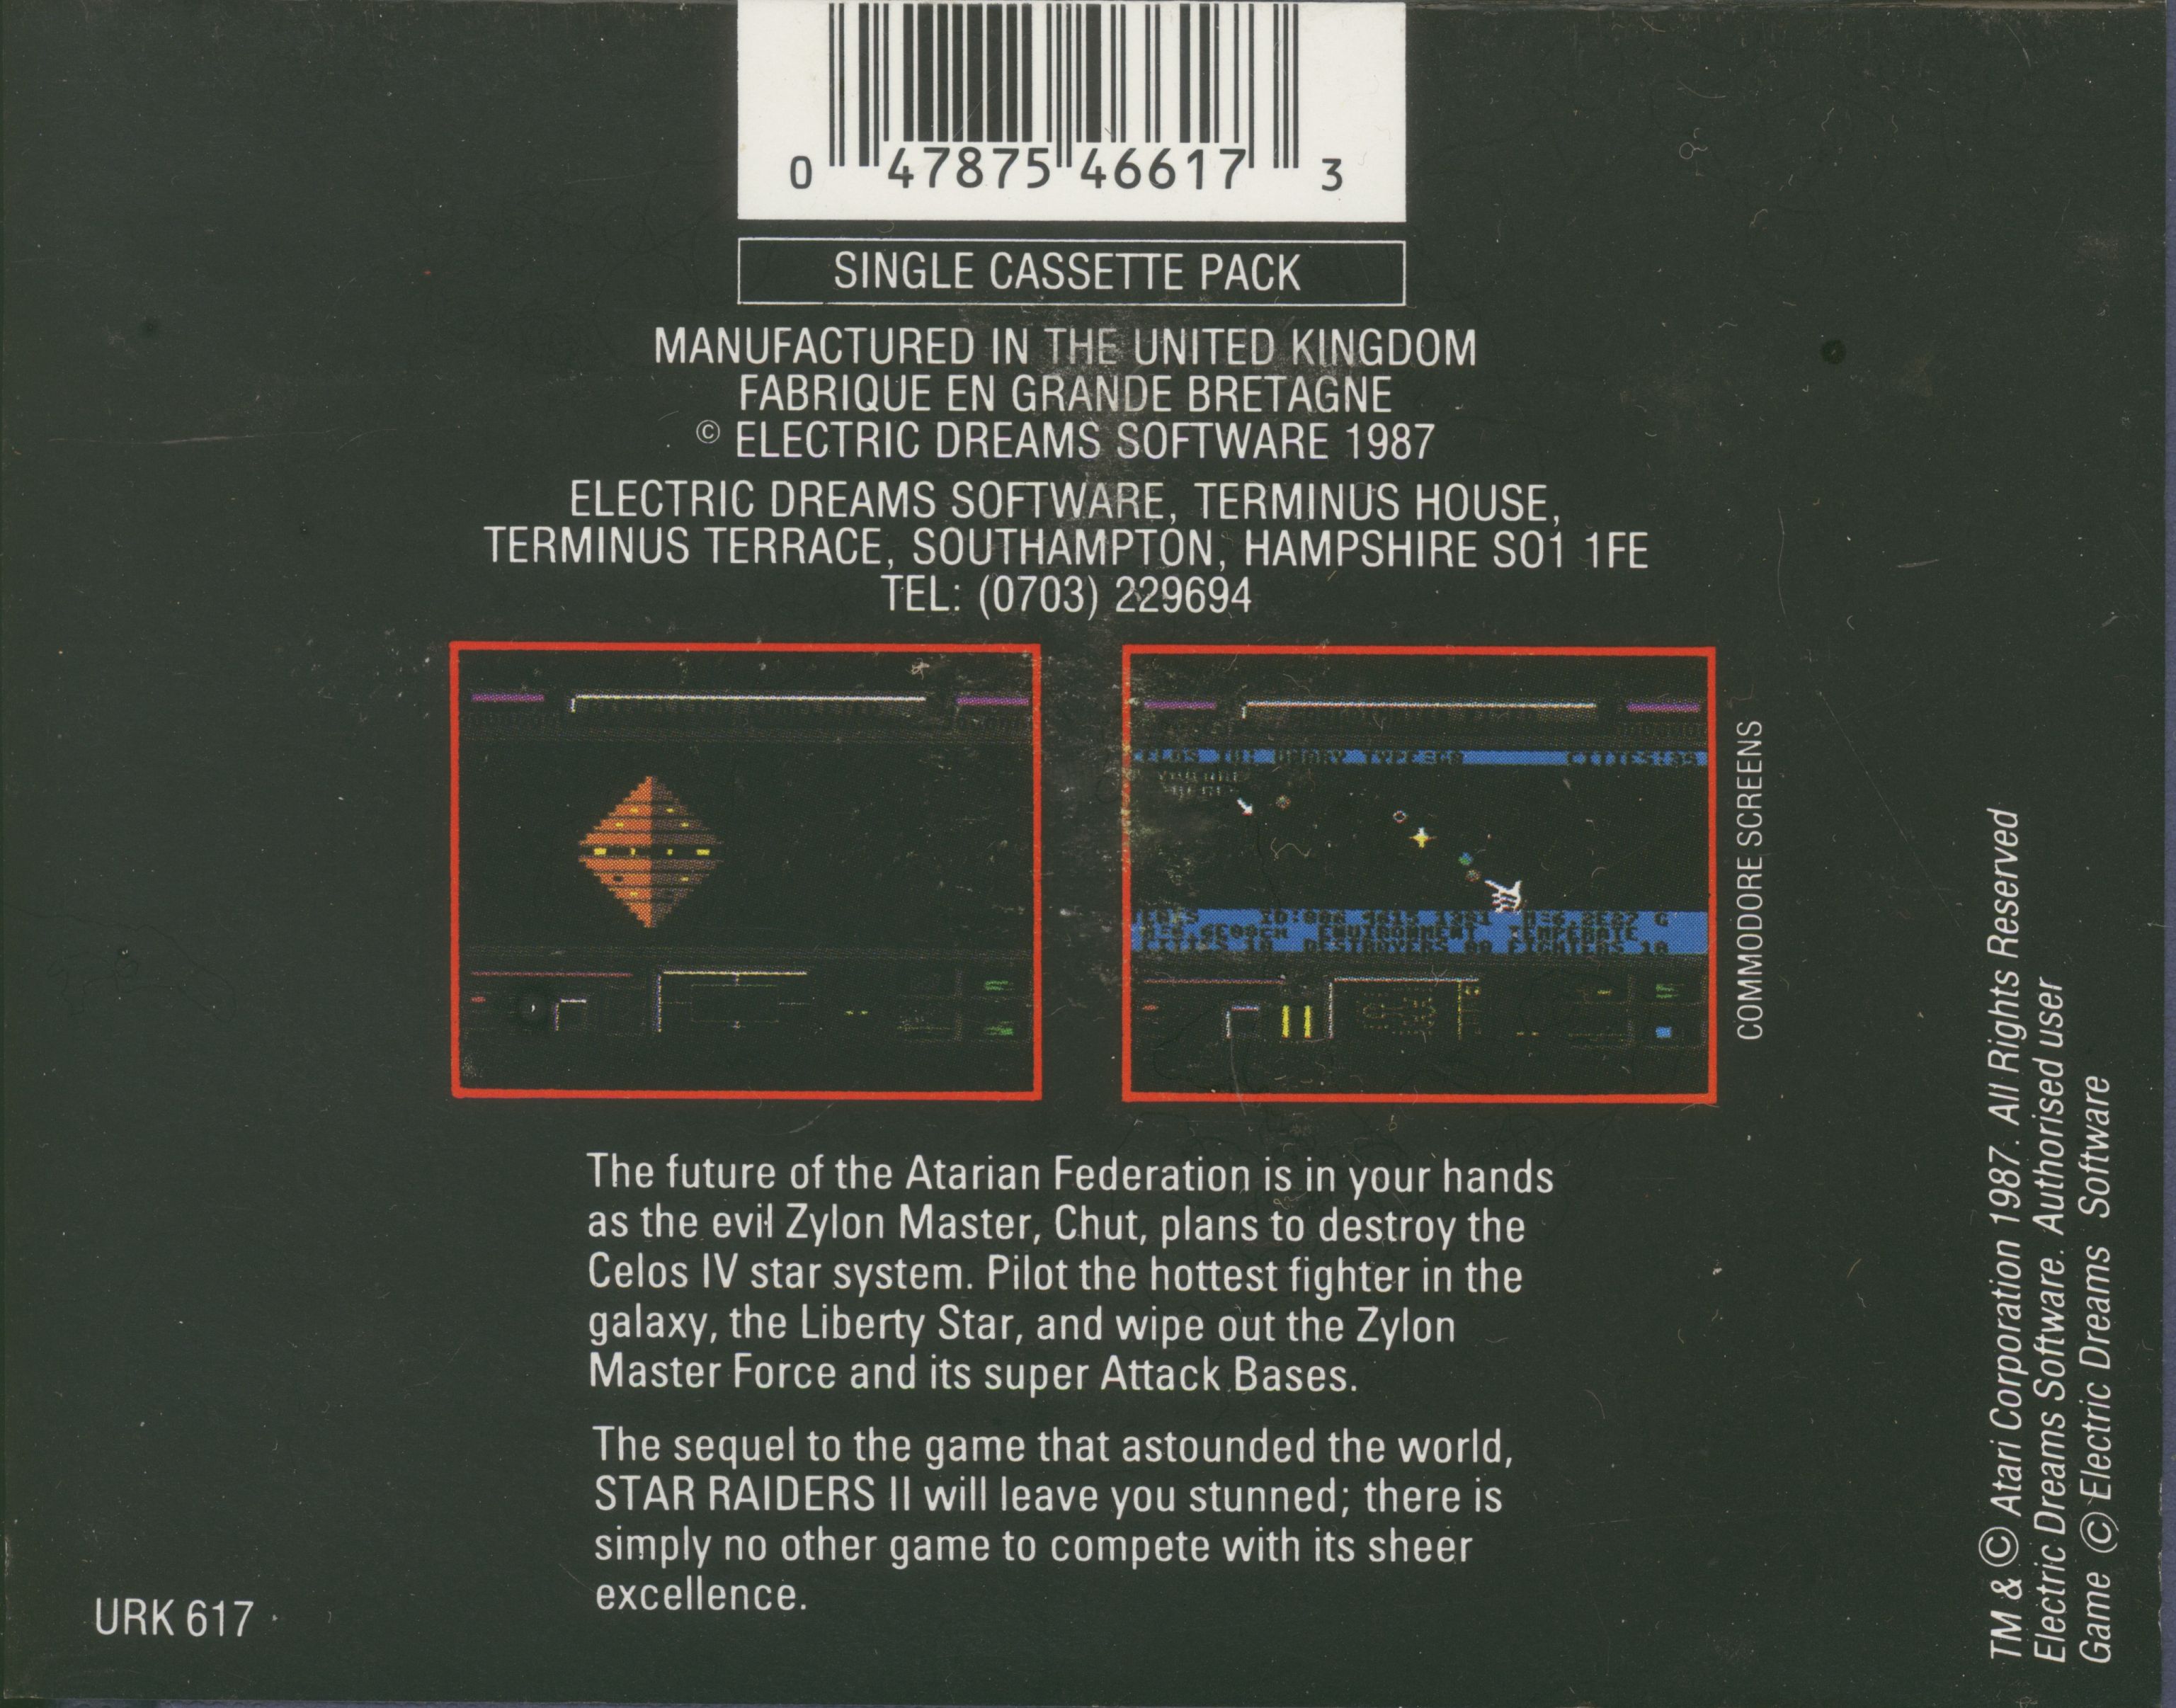 0 47875 46617 3
SINGLE CASSETTE PACK
MANUFACTURED IN THE UNITED KINGDOM
FABRIQUE EN GRANDE BRETAGNE
© ELECTRIC DREAMS SOFTWARE 1987
ELECTRIC DREAMS SOFTWARE, TERMINUS HOUSE,
TERMINUS TERRACE, SOUTHAMPTON, HAMPSHIRE SO1 1FE
TEL: (0703) 229694
CITIES:
ENVIRONMENT TEMPERATE
DESTROYERS FIGHTERS
COMMODORE SCREENS
The future of the Atarian Federation is in your hands
as the evil Zylon Master, Chut, plans to destroy the
Celos IV star system. Pilot the hottest fighter in the
galaxy, the Liberty Star, and wipe out the Zylon
Master Force and its super Attack Bases.
The sequel to the game that astounded the world,
STAR RAIDERS II will leave you stunned; there is
simply no other game to compete with its sheer
excellence.
URK 617
TM & © Atari Corporation 1987. All Rights Reserved
Electric Dreams Software. Authorised user
Game © Electric Dreams Software